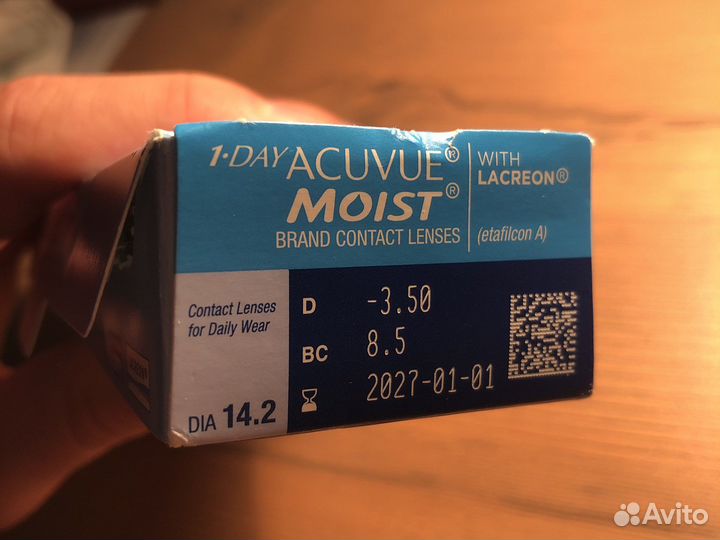 1·DAY ACUVUE®
MOIST®
BRAND CONTACT LENSES
WITH
LACREON®
(etafilcon A)
Contact Lenses
for Daily Wear
DIA 14.2
D -3.50
BC 8.5
2027-01-01
Avito